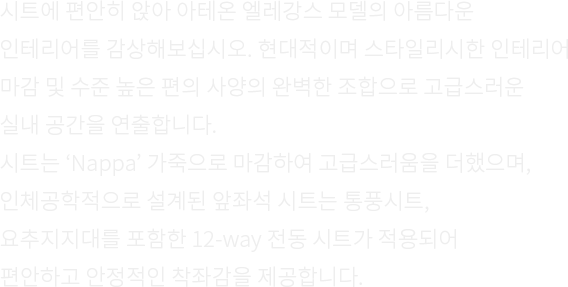 시트에 편안히 앉아 아테온 엘레강스 모델의 아름다운
인테리어를 감상해보십시오. 현대적이며 스타일리시한 인테리어
마감 및 수준 높은 편의 사양의 완벽한 조합으로 고급스러운
실내 공간을 연출합니다.
시트는 ‘Nappa’ 가죽으로 마감하여 고급스러움을 더했으며,
인체공학적으로 설계된 앞좌석 시트는 통풍시트,
요추지지대를 포함한 12-way 전동 시트가 적용되어
편안하고 안정적인 착좌감을 제공합니다.